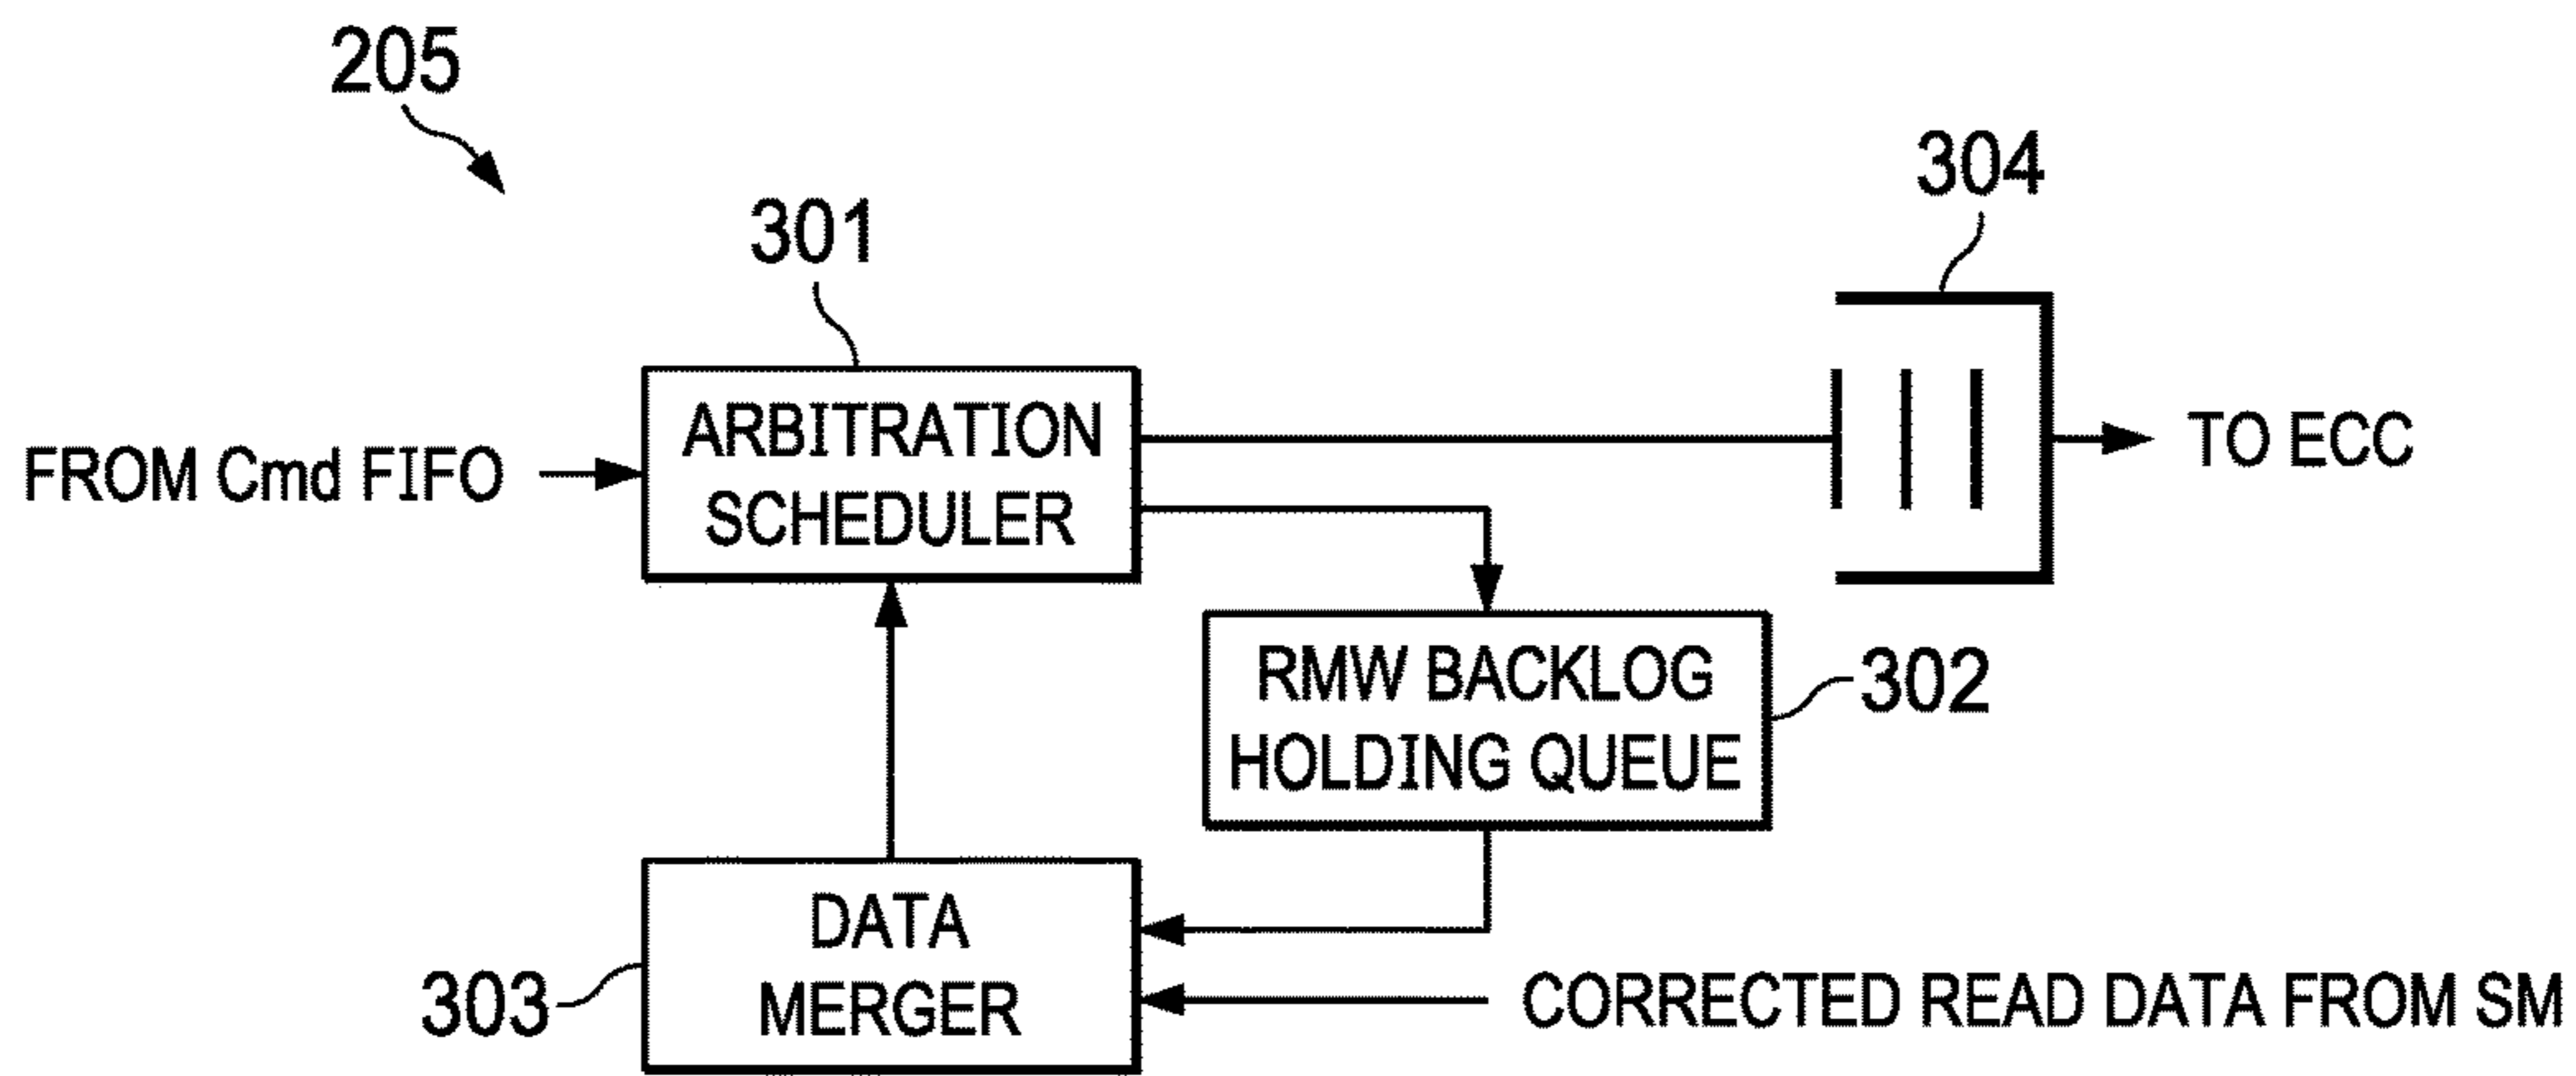 205
304
301
ARBITRATION
SCHEDULER
FROM Cmd FIFO
TO ECC
RMW BACKLOG
HOLDING QUEUE
302
DATA
MERGER
303
CORRECTED READ DATA FROM SM